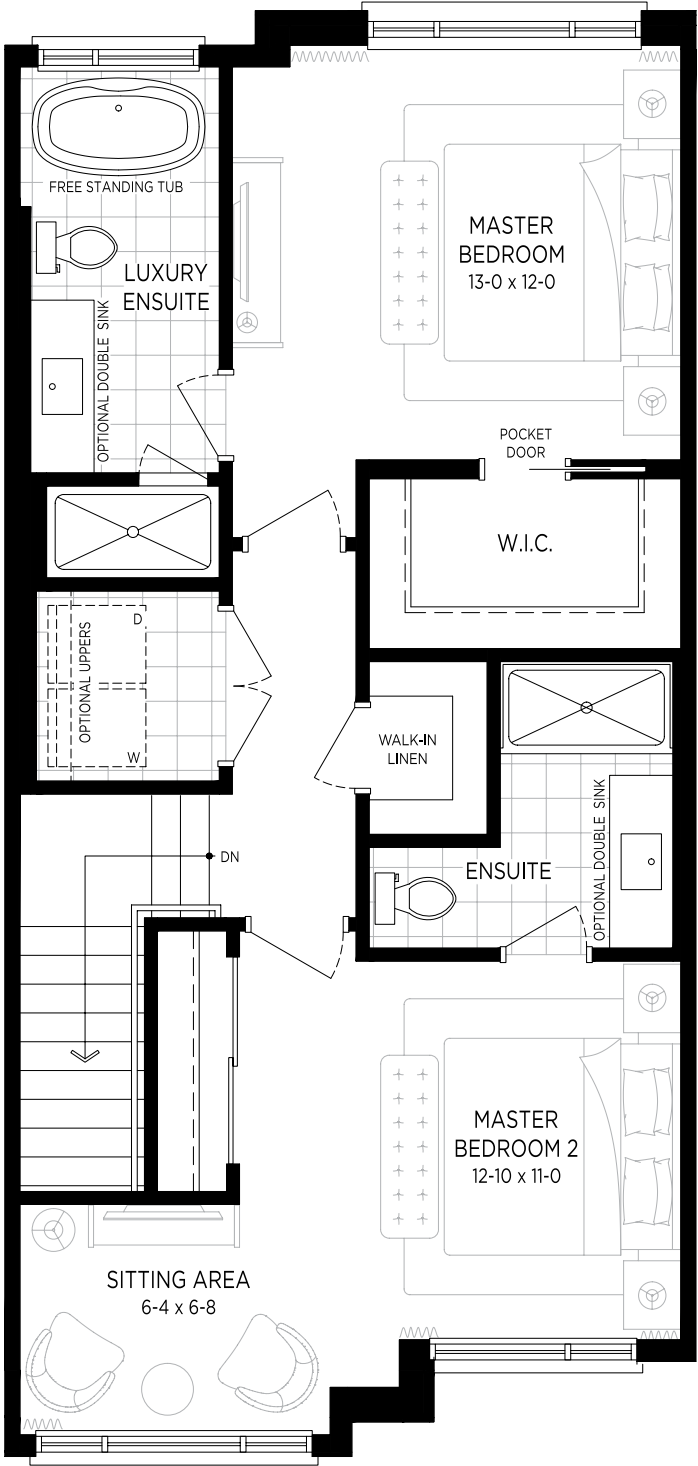 FREE STANDING TUB
LUXURY
ENSUITE
OPTIONAL DOUBLE SINK
MASTER
BEDROOM
13-0 x 12-0
POCKET
DOOR
W.I.C.
D
OPTIONAL UPPERS
W
WALK-IN
LINEN
DN
ENSUITE
OPTIONAL DOUBLE SINK
MASTER
BEDROOM 2
12-10 x 11-0
SITTING AREA
6-4 x 6-8